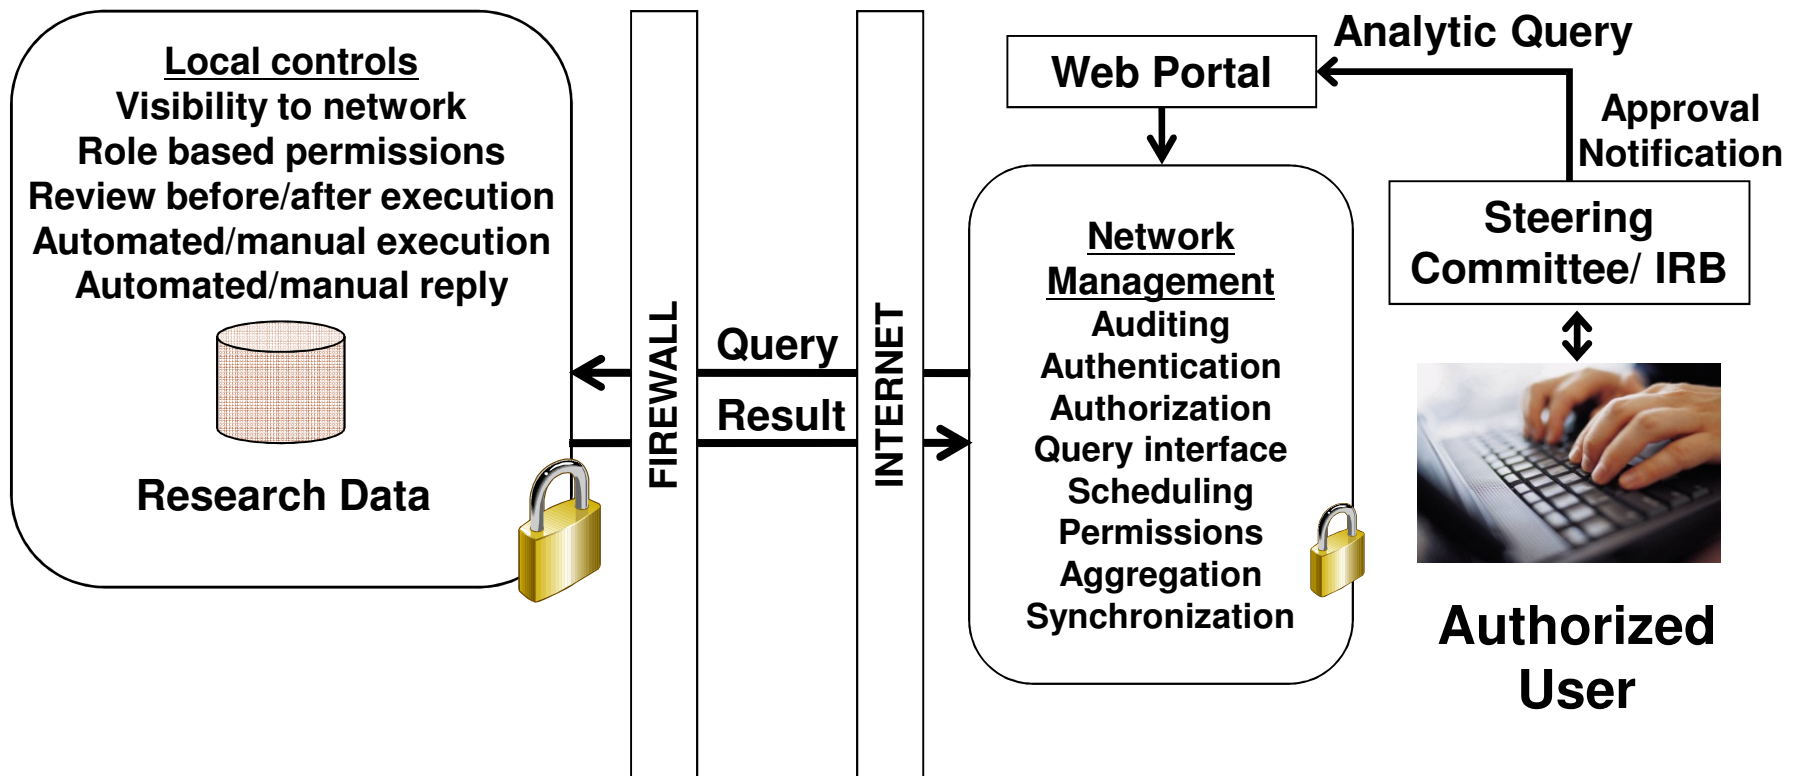 Local controls
Visibility to network
Role based permissions
Review before/after execution
Automated/manual execution
Automated/manual reply
Research Data
FIREWALL
Query
Result
INTERNET
Web Portal
Analytic Query
Approval
Notification
Steering
Committee/ IRB
Network
Management
Auditing
Authentication
Authorization
Query interface
Scheduling
Permissions
Aggregation
Synchronization
Authorized
User